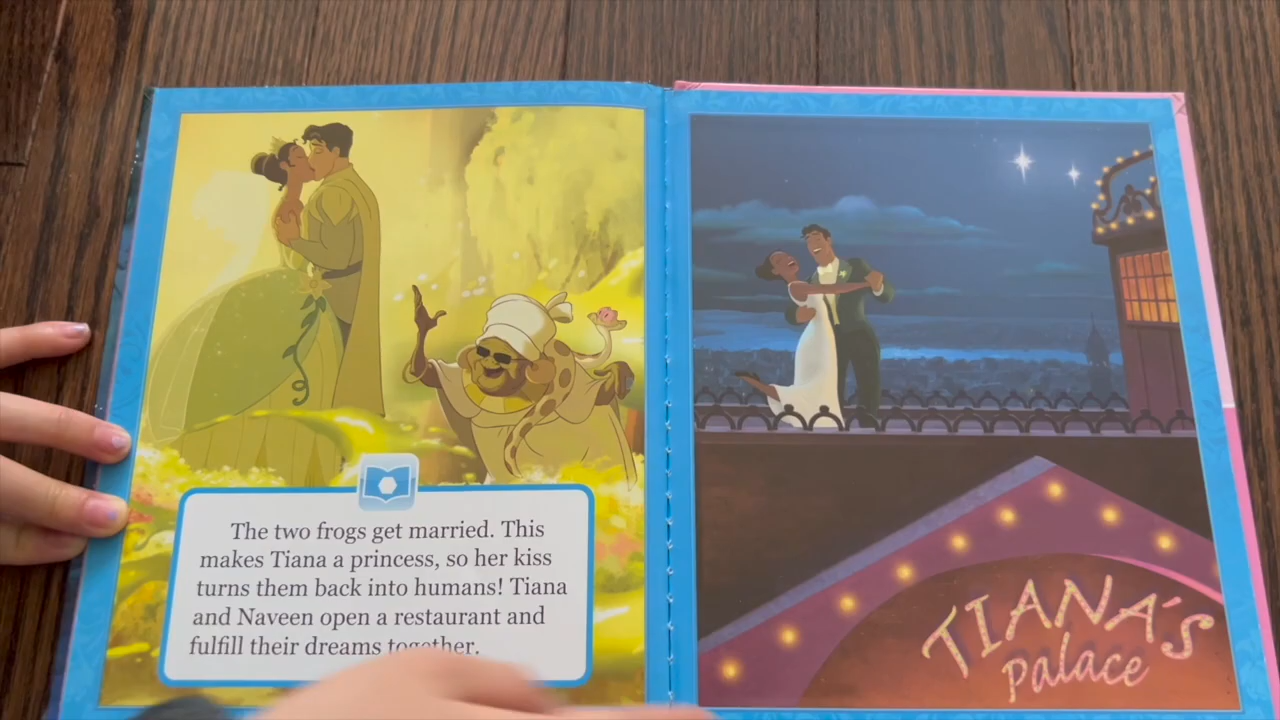 The two frogs get married. This
makes Tiana a princess, so her kiss
turns them back into humans! Tiana
and Naveen open a restaurant and
fulfill their dreams together.
TIANA'S
palace